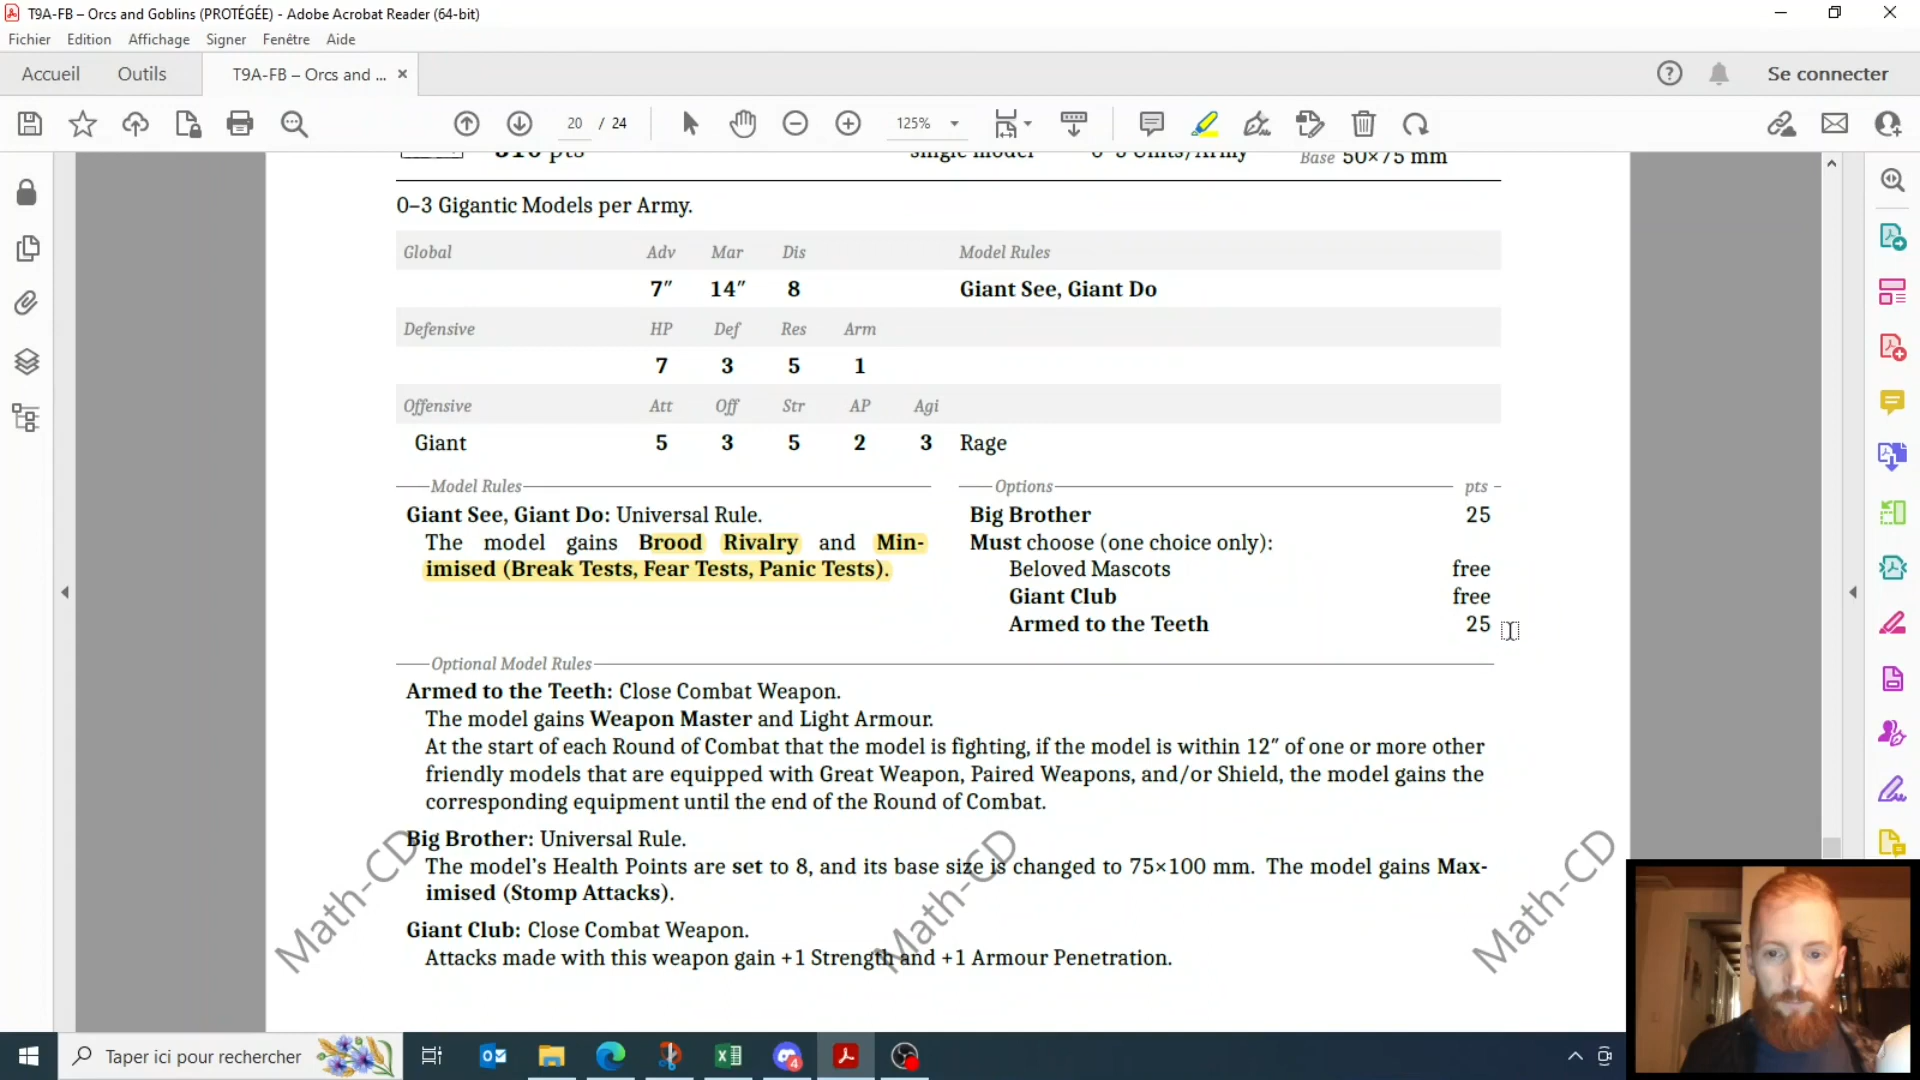 T9A-FB – Orcs and Goblins (PROTÉGÉE) - Adobe Acrobat Reader (64-bit)
Fichier Edition Affichage Signer Fenêtre Aide
Accueil Outils T9A-FB – Orcs and ... × Se connecter
20 / 24 125%
pts single model 0–3 Units/Army Base 50×75 mm
0–3 Gigantic Models per Army.
Global Adv Mar Dis Model Rules
7″ 14″ 8 Giant See, Giant Do
Defensive HP Def Res Arm
7 3 5 1
Offensive Att Off Str AP Agi
Giant 5 3 5 2 3 Rage
Model Rules
Giant See, Giant Do: Universal Rule.
The model gains Brood Rivalry and Min-
imised (Break Tests, Fear Tests, Panic Tests).
Options pts
Big Brother 25
Must choose (one choice only):
Beloved Mascots free
Giant Club free
Armed to the Teeth 25
Optional Model Rules
Armed to the Teeth: Close Combat Weapon.
The model gains Weapon Master and Light Armour.
At the start of each Round of Combat that the model is fighting, if the model is within 12″ of one or more other
friendly models that are equipped with Great Weapon, Paired Weapons, and/or Shield, the model gains the
corresponding equipment until the end of the Round of Combat.
Big Brother: Universal Rule.
The model's Health Points are set to 8, and its base size is changed to 75×100 mm. The model gains Max-
imised (Stomp Attacks).
Giant Club: Close Combat Weapon.
Attacks made with this weapon gain +1 Strength and +1 Armour Penetration.
Math-CD
Math-CD
Math-CD
Taper ici pour rechercher
4